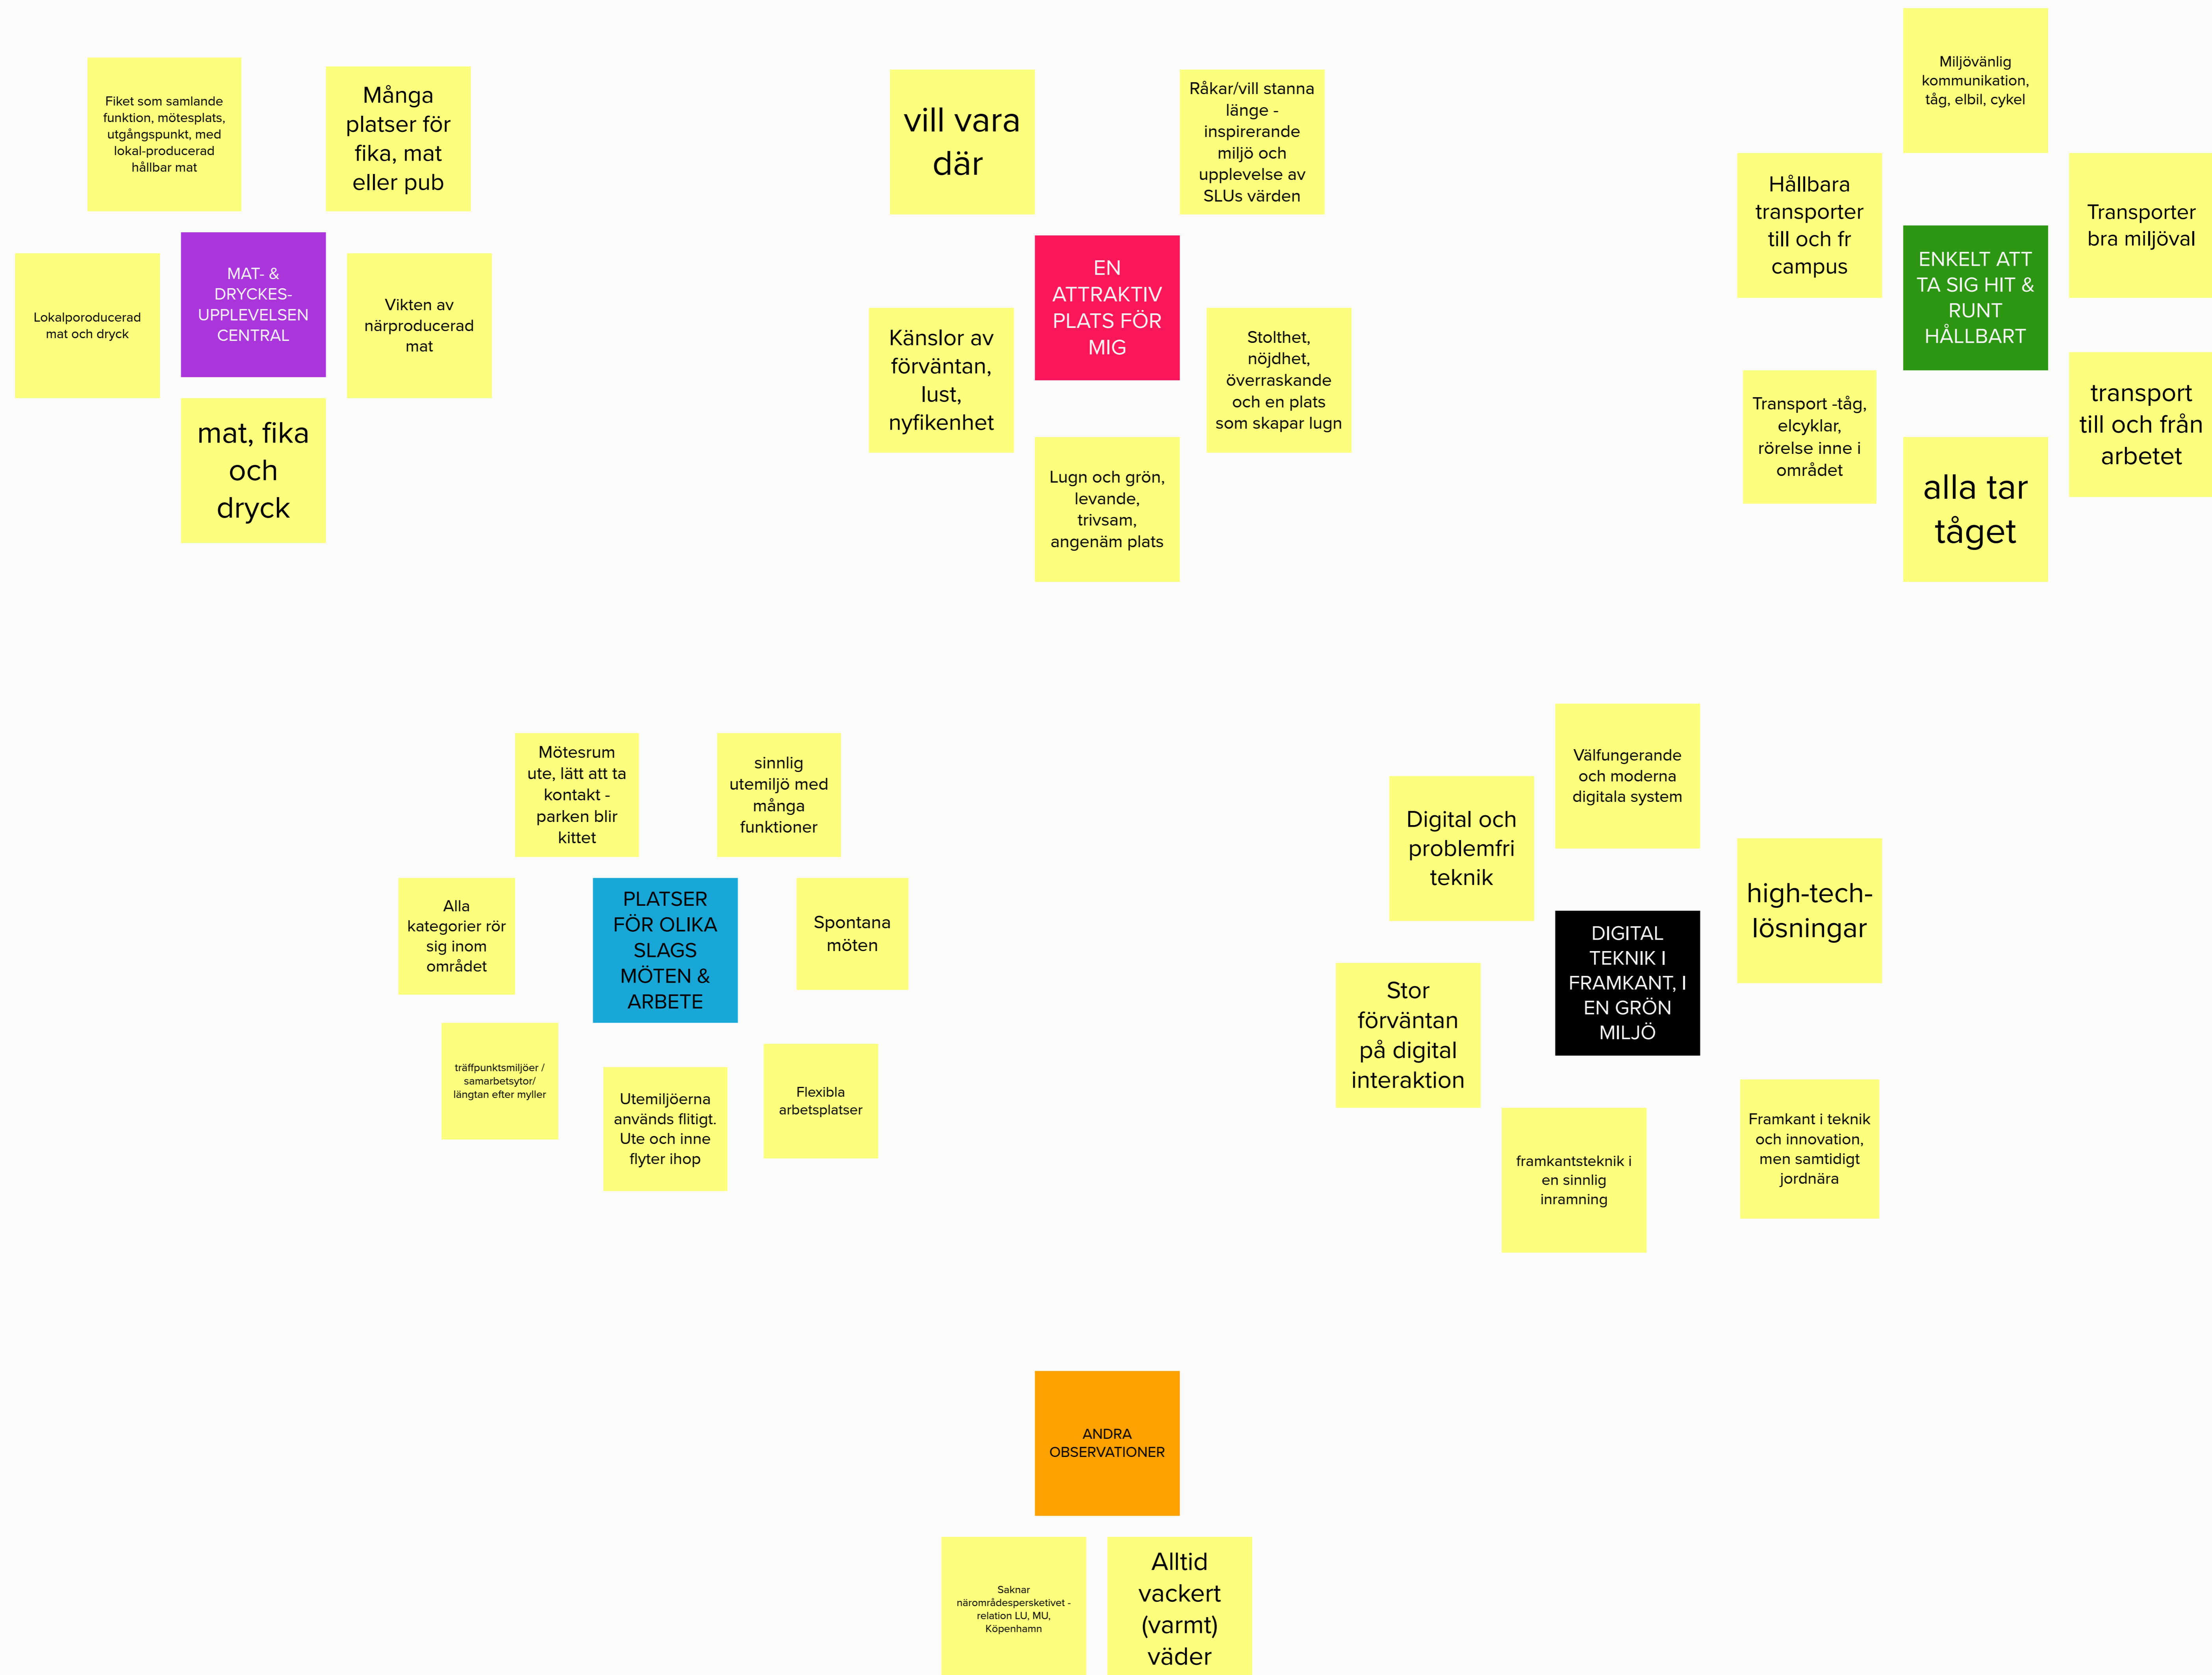 Fiket som samlande
funktion, mötesplats,
utgångspunkt, med
lokal-producerad
hållbar mat
Många
platser för
fika, mat
eller pub
MAT- &
DRYCKES-
UPPLEVELSEN
CENTRAL
Lokalporoducerad
mat och dryck
Vikten av
närproducerad
mat
mat, fika
och
dryck
vill vara
där
Råkar/vill stanna
länge -
inspirerande
miljö och
upplevelse av
SLUs värden
EN
ATTRAKTIV
PLATS FÖR
MIG
Känslor av
förväntan,
lust,
nyfikenhet
Stolthet,
nöjdhet,
överraskande
och en plats
som skapar lugn
Lugn och grön,
levande,
trivsam,
angenäm plats
Miljövänlig
kommunikation,
tåg, elbil, cykel
Hållbara
transporter
till och fr
campus
Transporter
bra miljöval
ENKELT ATT
TA SIG HIT &
RUNT
HÅLLBART
Transport -tåg,
elcyklar,
rörelse inne i
området
transport
till och från
arbetet
alla tar
tåget
Mötesrum
ute, lätt att ta
kontakt -
parken blir
kittet
sinnlig
utemiljö med
många
funktioner
Alla
kategorier rör
sig inom
området
PLATSER
FÖR OLIKA
SLAGS
MÖTEN &
ARBETE
Spontana
möten
träffpunktsmiljöer /
samarbetsytor/
längtan efter myller
Utemiljöerna
används flitigt.
Ute och inne
flyter ihop
Flexibla
arbetsplatser
Välfungerande
och moderna
digitala system
Digital och
problemfri
teknik
high-tech-
lösningar
DIGITAL
TEKNIK I
FRAMKANT, I
EN GRÖN
MILJÖ
Stor
förväntan
på digital
interaktion
framkantsteknik i
en sinnlig
inramning
Framkant i teknik
och innovation,
men samtidigt
jordnära
ANDRA
OBSERVATIONER
Saknar
närområdespersketivet -
relation LU, MU,
Köpenhamn
Alltid
vackert
(varmt)
väder